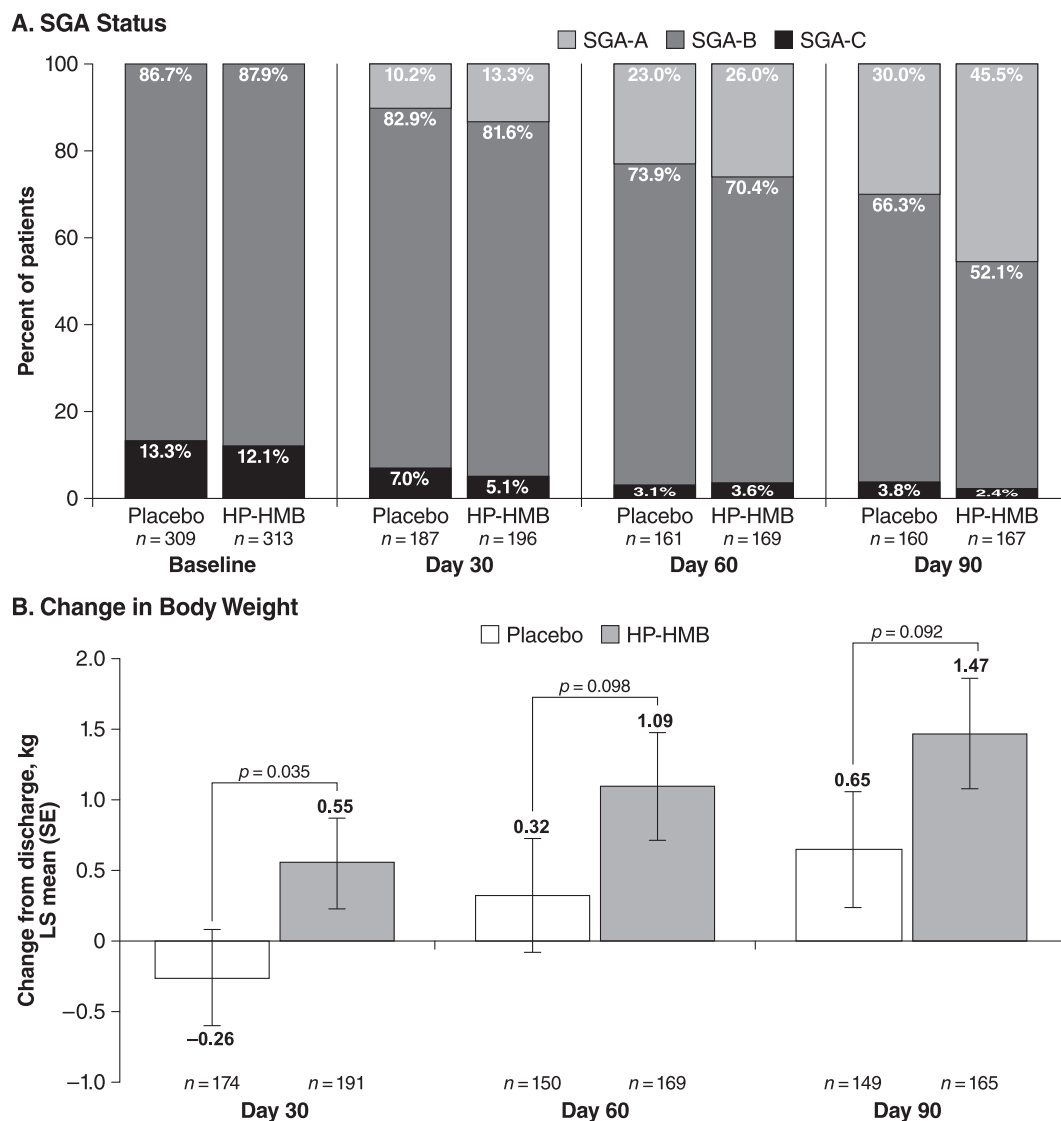 A. SGA Status
SGA-A SGA-B SGA-C
Percent of patients
100
80
60
40
20
0
86.7% 87.9% 10.2% 13.3% 23.0% 26.0% 30.0% 45.5%
82.9% 81.6% 73.9% 70.4% 66.3% 52.1%
13.3% 12.1% 7.0% 5.1% 3.1% 3.6% 3.8% 2.4%
Placebo HP-HMB Placebo HP-HMB Placebo HP-HMB Placebo HP-HMB
n = 309 n = 313 n = 187 n = 196 n = 161 n = 169 n = 160 n = 167
Baseline Day 30 Day 60 Day 90
B. Change in Body Weight
Placebo HP-HMB
Change from discharge, kg
LS mean (SE)
2.0
1.5
1.0
0.5
0
−0.5
−1.0
p = 0.035 p = 0.098 p = 0.092
−0.26 0.55 0.32 1.09 0.65 1.47
n = 174 n = 191 n = 150 n = 169 n = 149 n = 165
Day 30 Day 60 Day 90